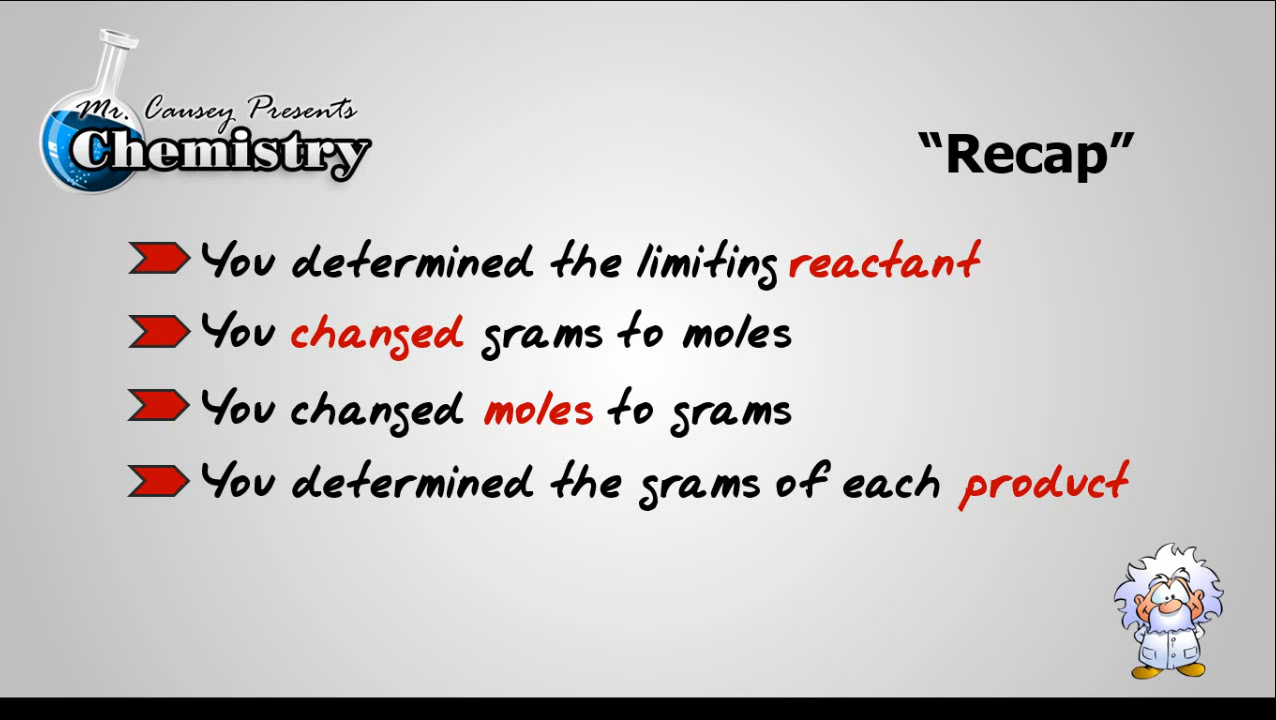 Mr. Causey Presents
Chemistry
“Recap”
You determined the limiting reactant
You changed grams to moles
You changed moles to grams
You determined the grams of each product